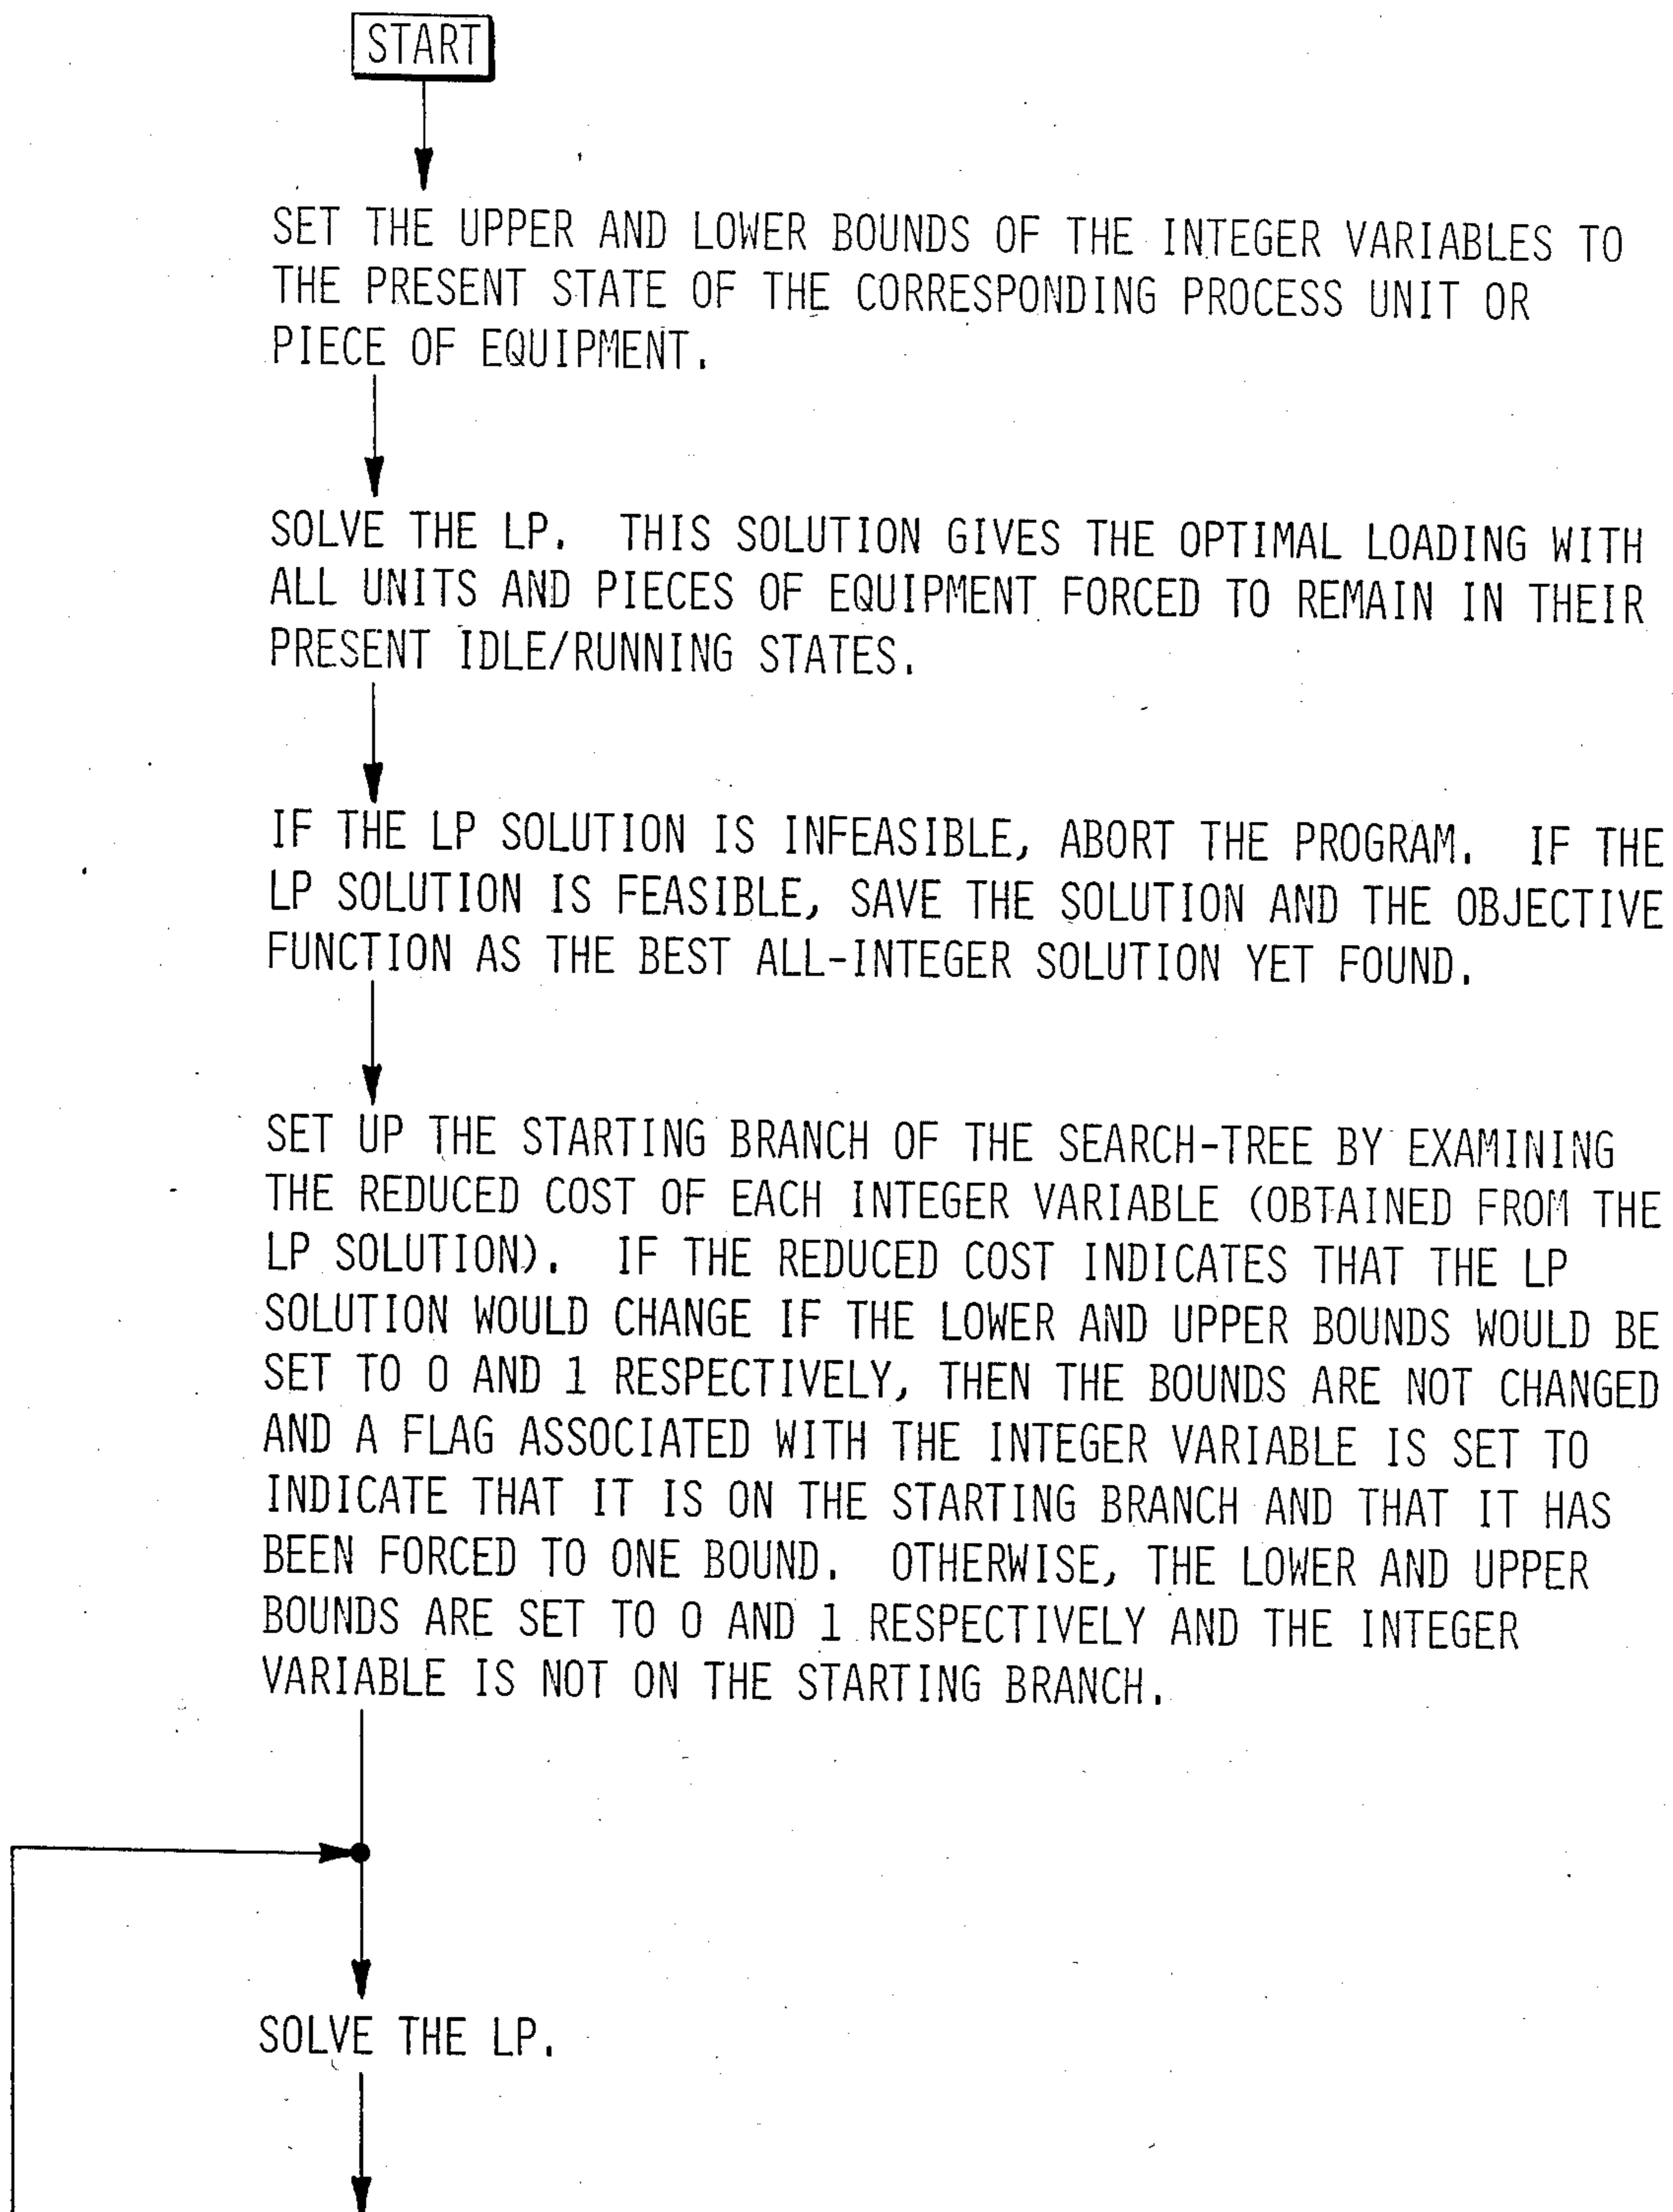 START
SET THE UPPER AND LOWER BOUNDS OF THE INTEGER VARIABLES TO
THE PRESENT STATE OF THE CORRESPONDING PROCESS UNIT OR
PIECE OF EQUIPMENT.
SOLVE THE LP. THIS SOLUTION GIVES THE OPTIMAL LOADING WITH
ALL UNITS AND PIECES OF EQUIPMENT FORCED TO REMAIN IN THEIR
PRESENT IDLE/RUNNING STATES.
IF THE LP SOLUTION IS INFEASIBLE, ABORT THE PROGRAM. IF THE
LP SOLUTION IS FEASIBLE, SAVE THE SOLUTION AND THE OBJECTIVE
FUNCTION AS THE BEST ALL-INTEGER SOLUTION YET FOUND.
SET UP THE STARTING BRANCH OF THE SEARCH-TREE BY EXAMINING
THE REDUCED COST OF EACH INTEGER VARIABLE (OBTAINED FROM THE
LP SOLUTION). IF THE REDUCED COST INDICATES THAT THE LP
SOLUTION WOULD CHANGE IF THE LOWER AND UPPER BOUNDS WOULD BE
SET TO 0 AND 1 RESPECTIVELY, THEN THE BOUNDS ARE NOT CHANGED
AND A FLAG ASSOCIATED WITH THE INTEGER VARIABLE IS SET TO
INDICATE THAT IT IS ON THE STARTING BRANCH AND THAT IT HAS
BEEN FORCED TO ONE BOUND. OTHERWISE, THE LOWER AND UPPER
BOUNDS ARE SET TO 0 AND 1 RESPECTIVELY AND THE INTEGER
VARIABLE IS NOT ON THE STARTING BRANCH.
SOLVE THE LP.